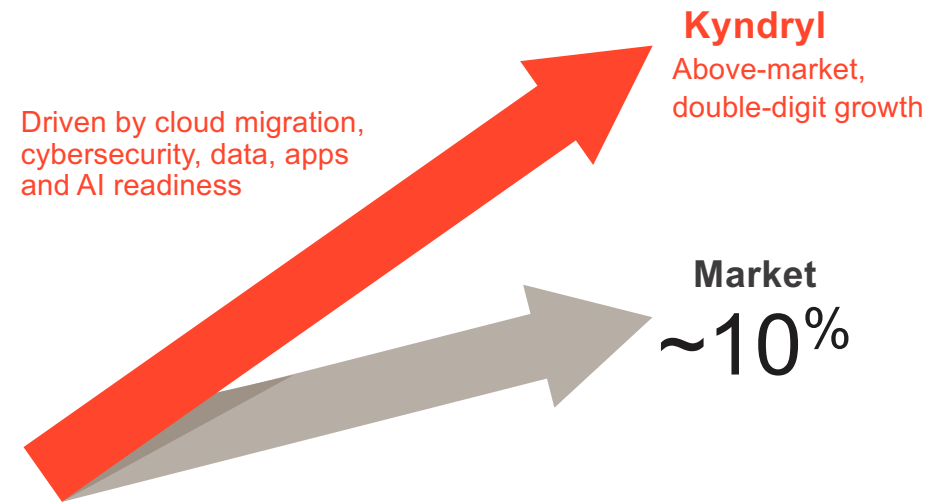 Kyndryl
Above-market,
double-digit growth
Driven by cloud migration,
cybersecurity, data, apps
and AI readiness
Market
~10%